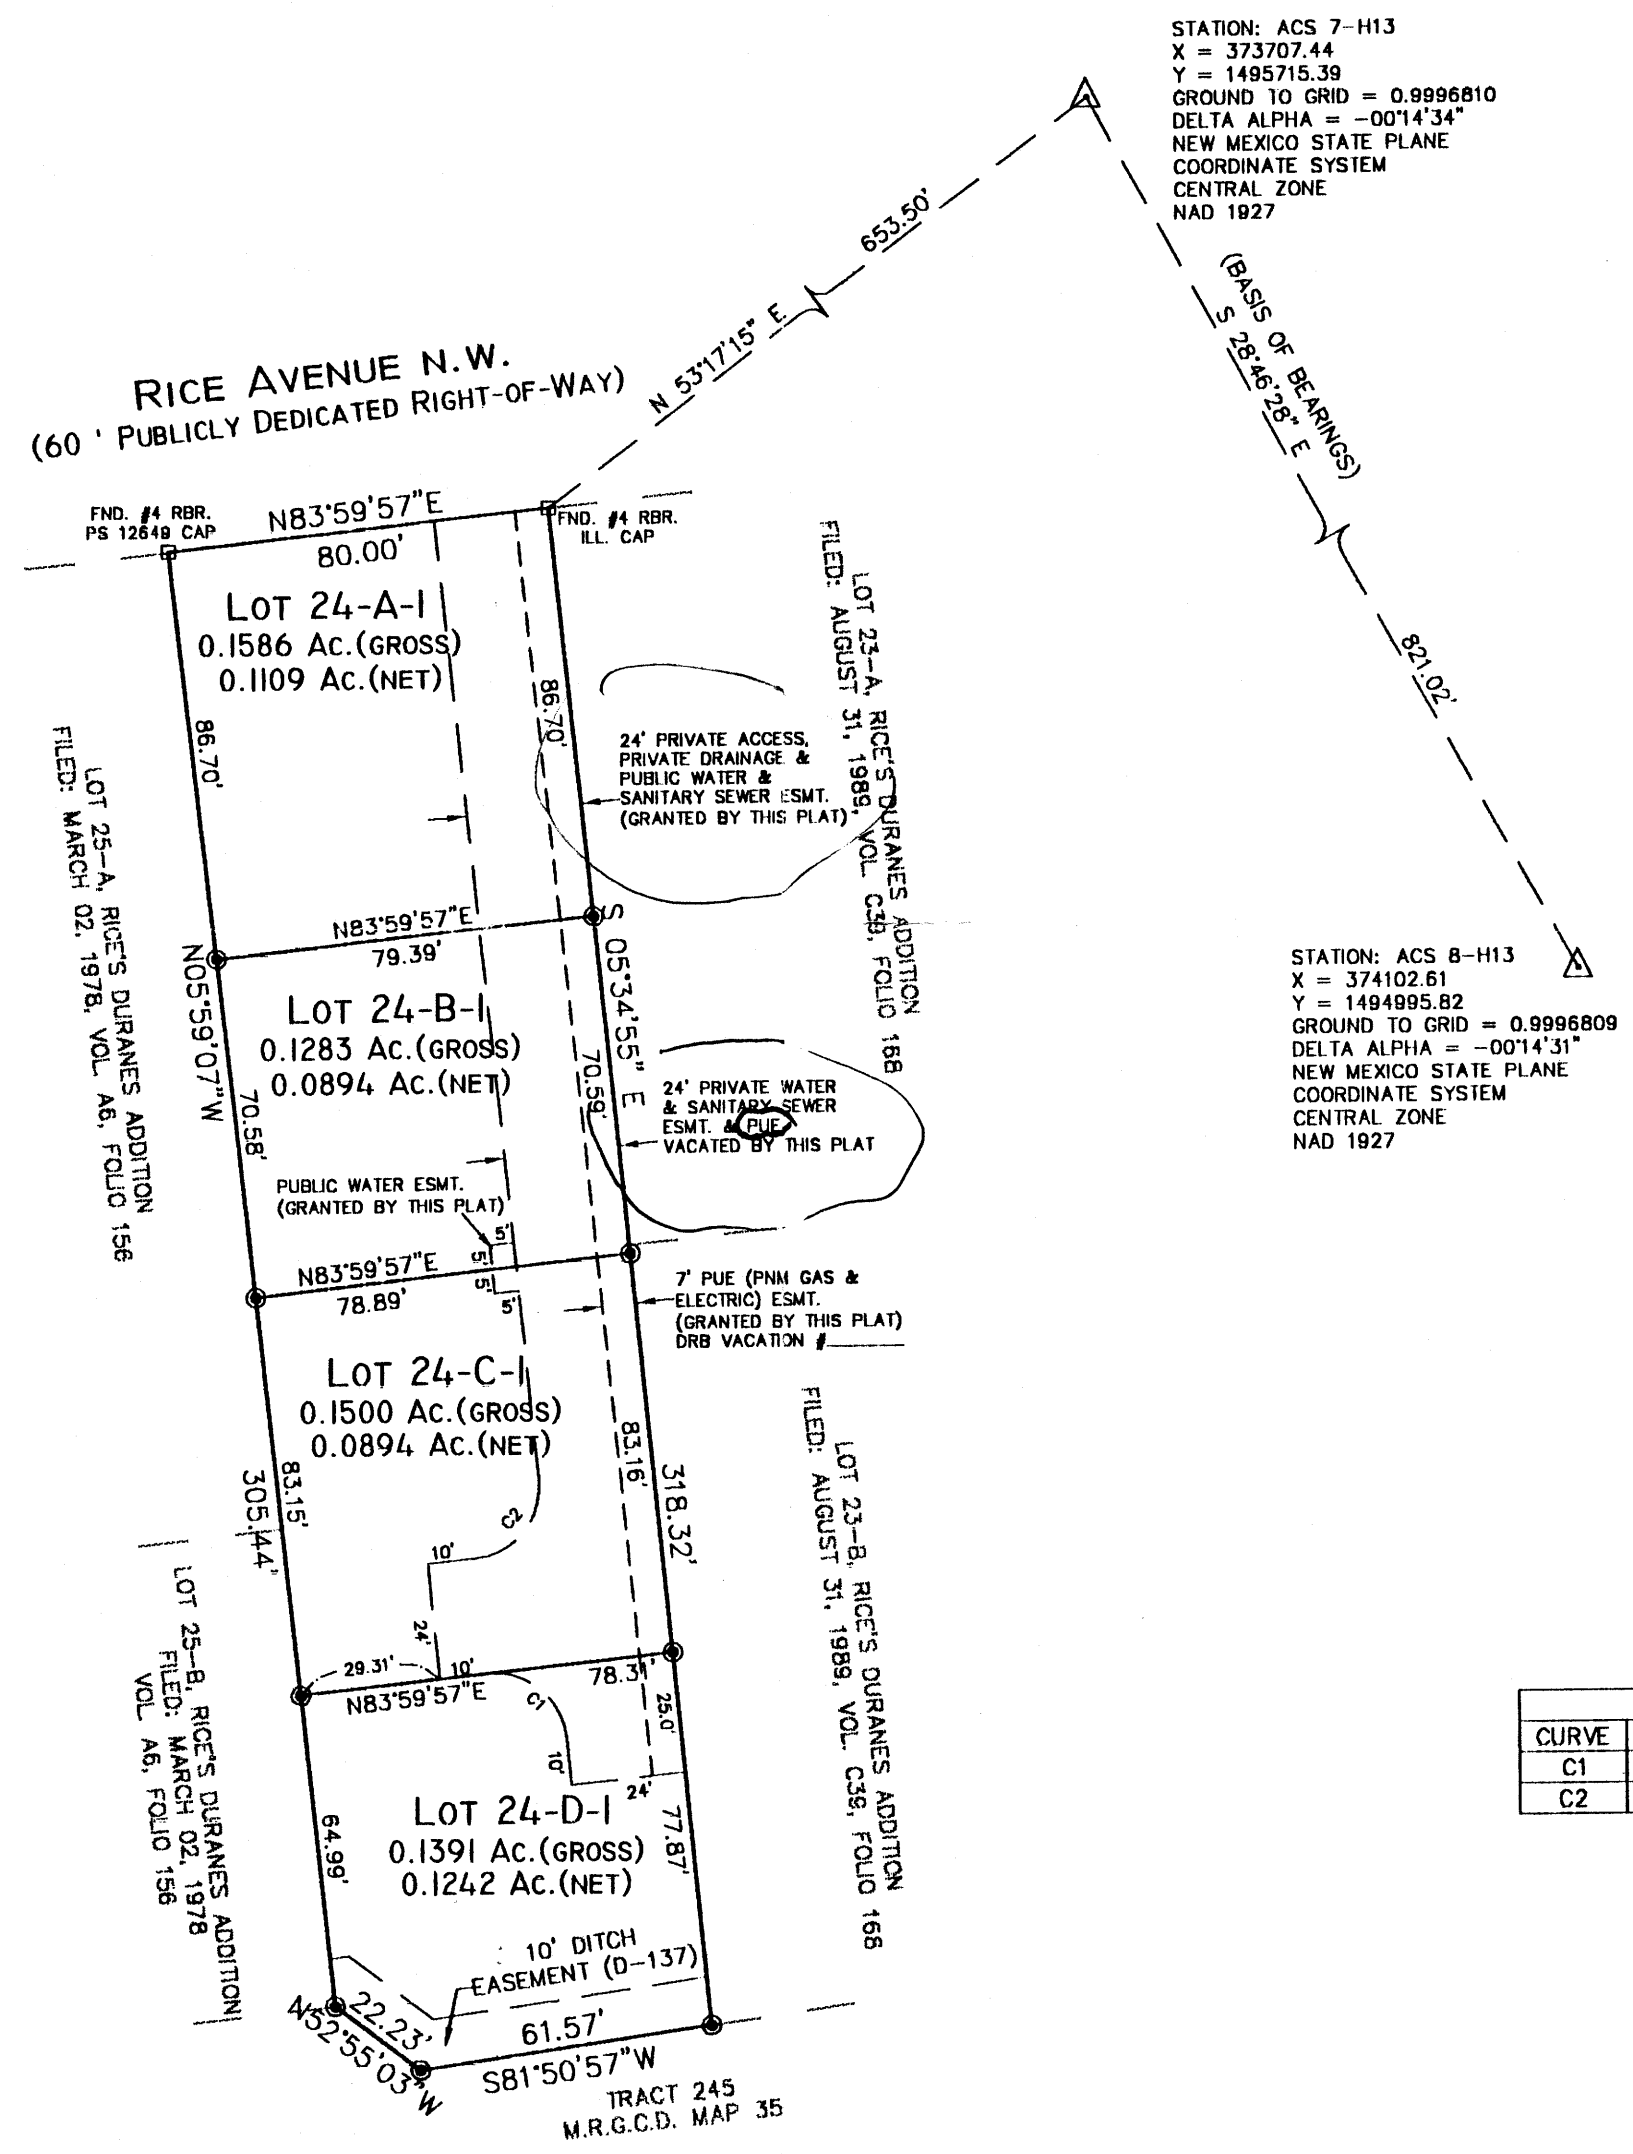 STATION: ACS 7-H13
X = 373707.44
Y = 1495715.39
GROUND TO GRID = 0.9996810
DELTA ALPHA = -00°14'34"
NEW MEXICO STATE PLANE
COORDINATE SYSTEM
CENTRAL ZONE
NAD 1927
653.50'
N 53°17'15" E
(BASIS OF BEARINGS)
S 28°46'28" E
821.02'
RICE AVENUE N.W.
(60 ' PUBLICLY DEDICATED RIGHT-OF-WAY)
FND. #4 RBR.
PS 12649 CAP
N83°59'57"E
80.00'
FND. #4 RBR.
ILL. CAP
LOT 24-A-1
0.1586 AC.(GROSS)
0.1109 AC.(NET)
86.70'
86.70'
24' PRIVATE ACCESS,
PRIVATE DRAINAGE &
PUBLIC WATER &
SANITARY SEWER ESMT.
(GRANTED BY THIS PLAT)
LOT 23-A, RICE'S DURANES ADDITION
FILED: AUGUST 31, 1989, VOL. C39, FOLIO 168
LOT 25-A, RICE'S DURANES ADDITION
FILED: MARCH 02, 1978, VOL. A6, FOLIO 156
N83°59'57"E
79.39'
S 05°34'55" E
N05°59'07"W
STATION: ACS 8-H13
X = 374102.61
Y = 1494995.82
GROUND TO GRID = 0.9996809
DELTA ALPHA = -00°14'31"
NEW MEXICO STATE PLANE
COORDINATE SYSTEM
CENTRAL ZONE
NAD 1927
LOT 24-B-1
0.1283 AC.(GROSS)
0.0894 AC.(NET)
70.58'
70.59'
24' PRIVATE WATER
& SANITARY SEWER
ESMT. & PUE
VACATED BY THIS PLAT
PUBLIC WATER ESMT.
(GRANTED BY THIS PLAT)
5'
5'
5'
5'
N83°59'57"E
78.89'
7' PUE (PNM GAS &
ELECTRIC) ESMT.
(GRANTED BY THIS PLAT)
DRB VACATION #
LOT 24-C-1
0.1500 AC.(GROSS)
0.0894 AC.(NET)
83.15'
305.44'
83.16'
318.32'
C2
10'
24'
LOT 23-B, RICE'S DURANES ADDITION
FILED: AUGUST 31, 1989, VOL. C39, FOLIO 168
LOT 25-B, RICE'S DURANES ADDITION
FILED: MARCH 02, 1978
VOL. A6, FOLIO 156
29.31'
10'
78.31'
N83°59'57"E
C1
25.0'
10'
24'
LOT 24-D-1
0.1391 AC.(GROSS)
0.1242 AC.(NET)
64.99'
77.87'
10' DITCH
EASEMENT (D-137)
22.23'
N52°55'03"W
61.57'
S81°50'57"W
TRACT 245
M.R.G.C.D. MAP 35
CURVE
C1
C2